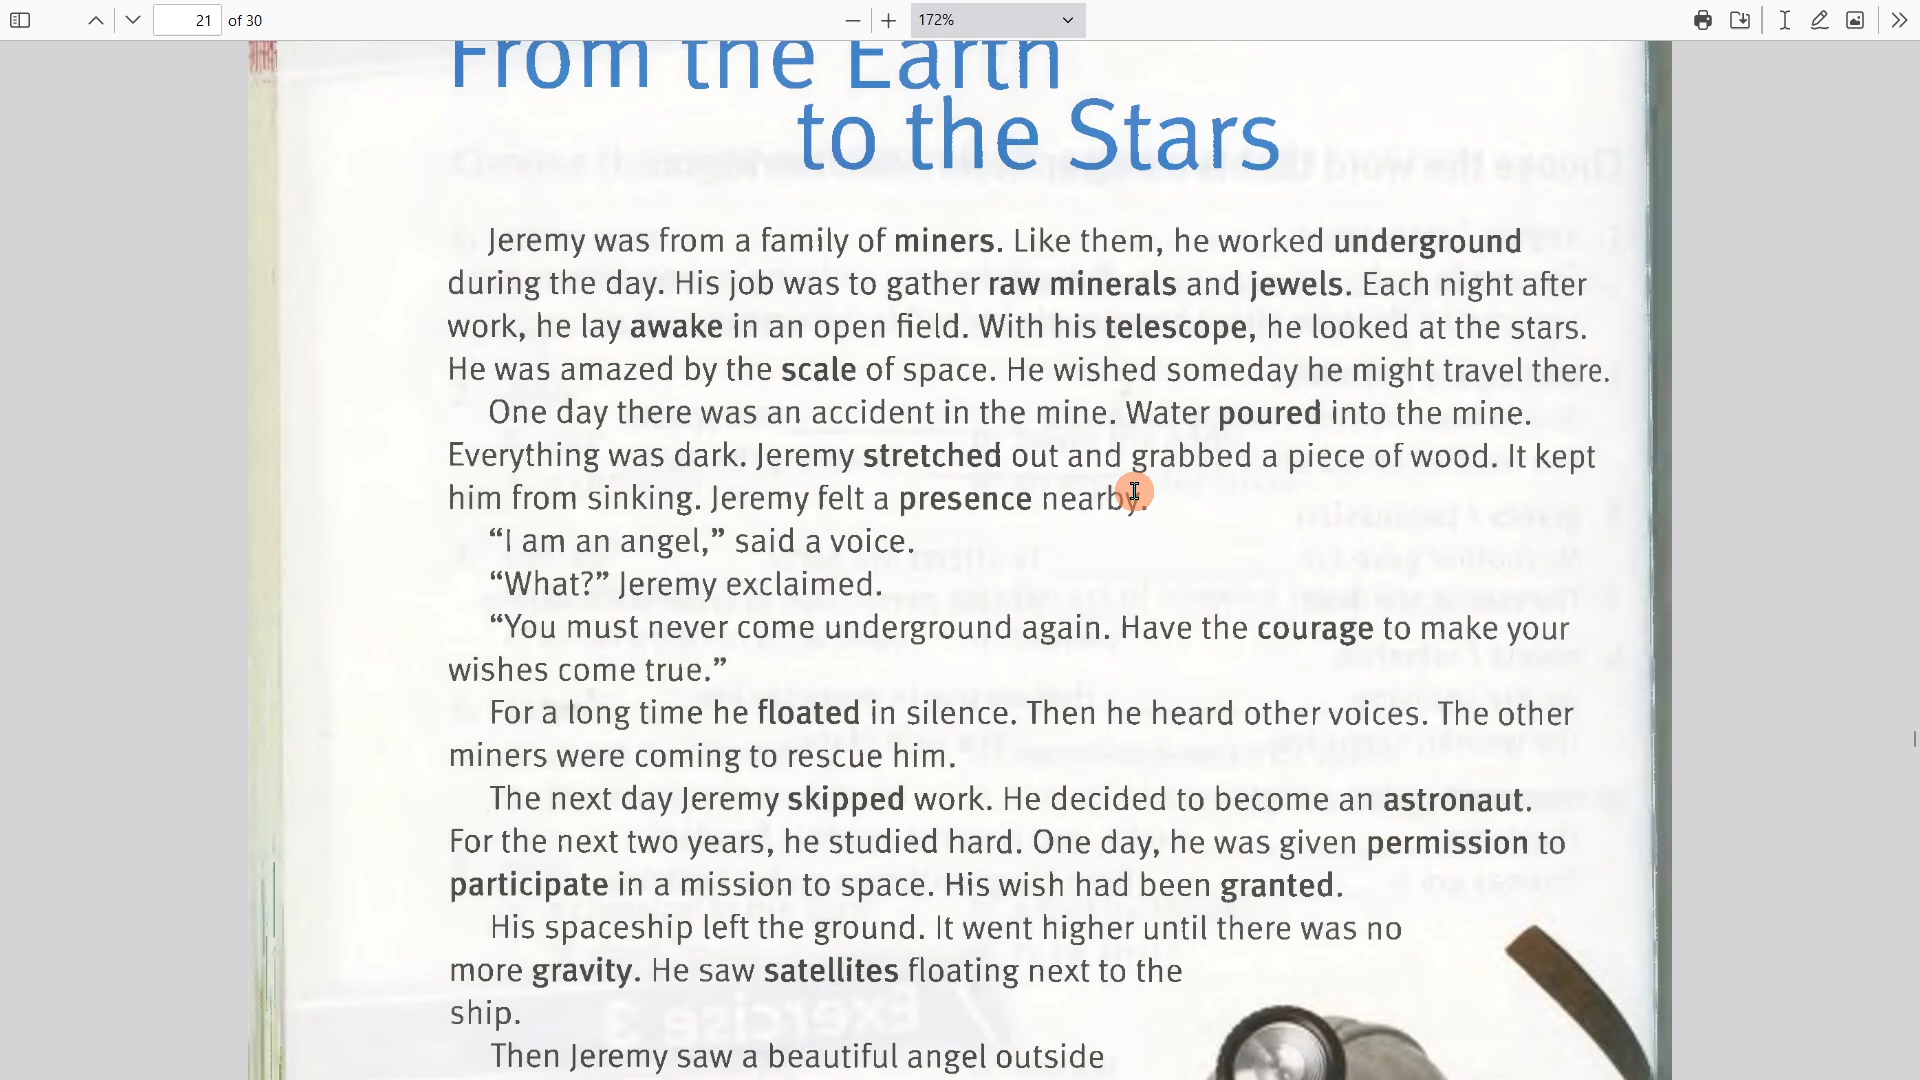 21 of 30
172%
From the Earth
to the Stars
Jeremy was from a family of miners. Like them, he worked underground
during the day. His job was to gather raw minerals and jewels. Each night after
work, he lay awake in an open field. With his telescope, he looked at the stars.
He was amazed by the scale of space. He wished someday he might travel there.
One day there was an accident in the mine. Water poured into the mine.
Everything was dark. Jeremy stretched out and grabbed a piece of wood. It kept
him from sinking. Jeremy felt a presence nearby.
“I am an angel,” said a voice.
“What?” Jeremy exclaimed.
“You must never come underground again. Have the courage to make your
wishes come true.”
For a long time he floated in silence. Then he heard other voices. The other
miners were coming to rescue him.
The next day Jeremy skipped work. He decided to become an astronaut.
For the next two years, he studied hard. One day, he was given permission to
participate in a mission to space. His wish had been granted.
His spaceship left the ground. It went higher until there was no
more gravity. He saw satellites floating next to the
ship.
Then Jeremy saw a beautiful angel outside